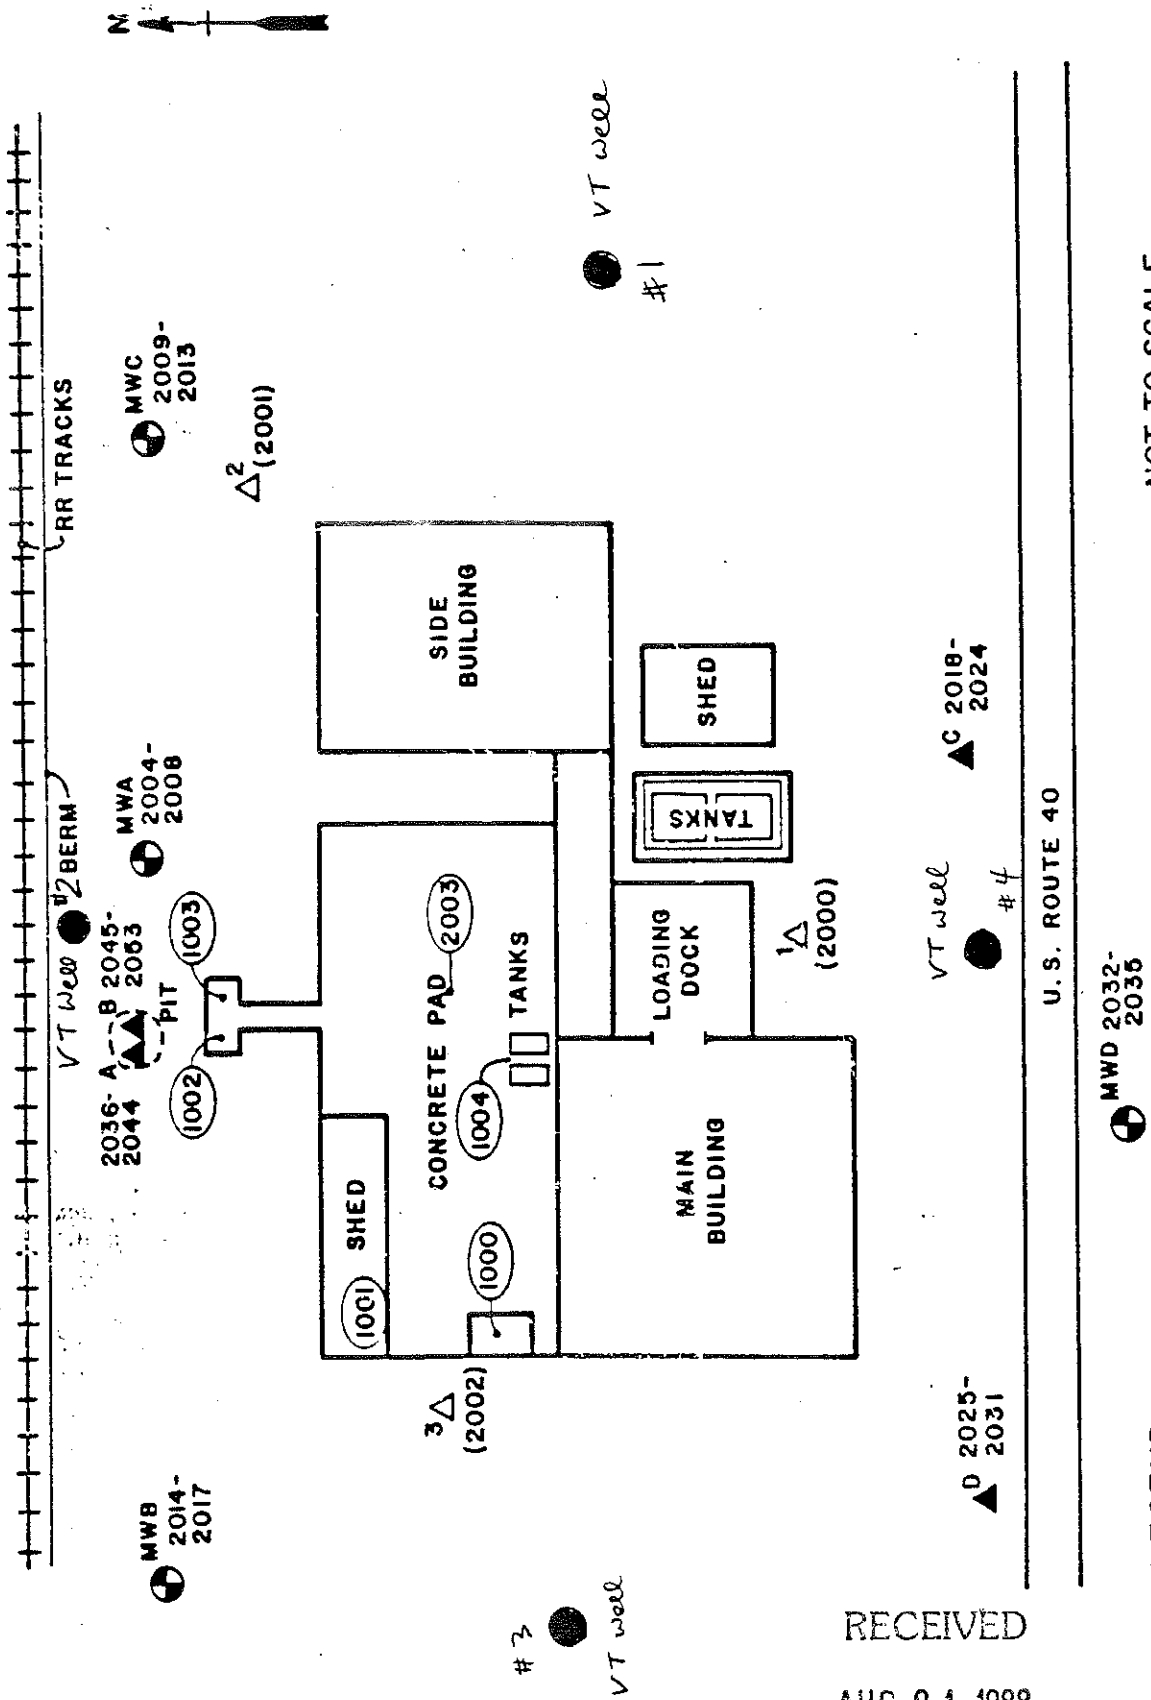 N
RR TRACKS
MWC
2009-
2013
2
(2001)
VT well
#1
VT Well
#2
BERM
MWA
2004-
2008
2036- A
2044
B 2045-
2053
PIT
1002
1003
MWB
2014-
2017
1001
SHED
CONCRETE PAD
2003
1004
TANKS
1000
3
(2002)
SIDE
BUILDING
MAIN
BUILDING
LOADING
DOCK
TANKS
SHED
1
(2000)
#3
VT well
D 2025-
2031
VT well
#4
C 2018-
2024
U.S. ROUTE 40
MWD 2032-
2035
NOT TO SCALE
RECEIVED